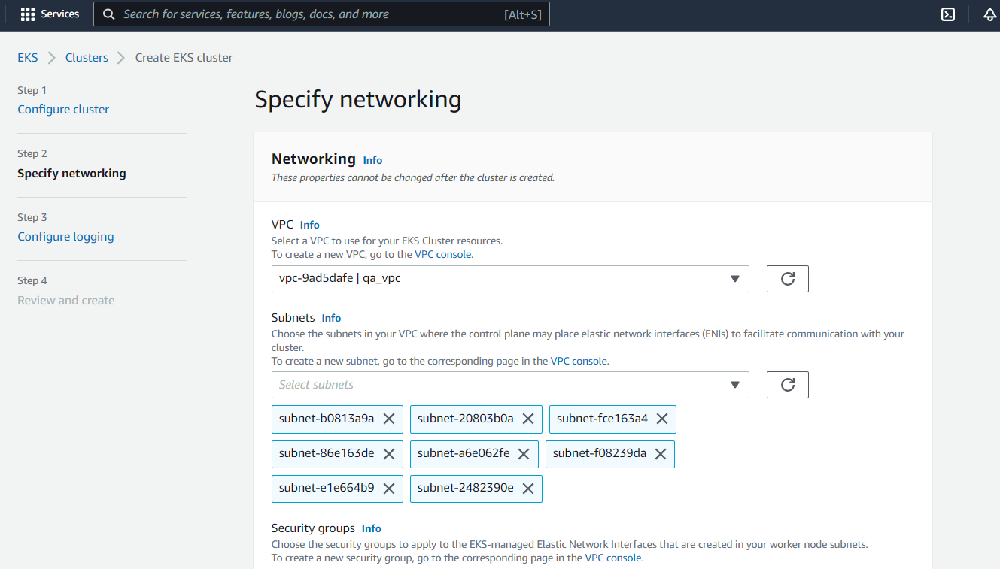 Services
Search for services, features, blogs, docs, and more [Alt+S]
EKS > Clusters > Create EKS cluster
Step 1
Configure cluster
Step 2
Specify networking
Step 3
Configure logging
Step 4
Review and create
Specify networking
Networking Info
These properties cannot be changed after the cluster is created.
VPC Info
Select a VPC to use for your EKS Cluster resources.
To create a new VPC, go to the VPC console.
vpc-9ad5dafe | qa_vpc
Subnets Info
Choose the subnets in your VPC where the control plane may place elastic network interfaces (ENIs) to facilitate communication with your
cluster.
To create a new subnet, go to the corresponding page in the VPC console.
Select subnets
subnet-b0813a9a subnet-20803b0a subnet-fce163a4
subnet-86e163de subnet-a6e062fe subnet-f08239da
subnet-e1e664b9 subnet-2482390e
Security groups Info
Choose the security groups to apply to the EKS-managed Elastic Network Interfaces that are created in your worker node subnets.
To create a new security group, go to the corresponding page in the VPC console.